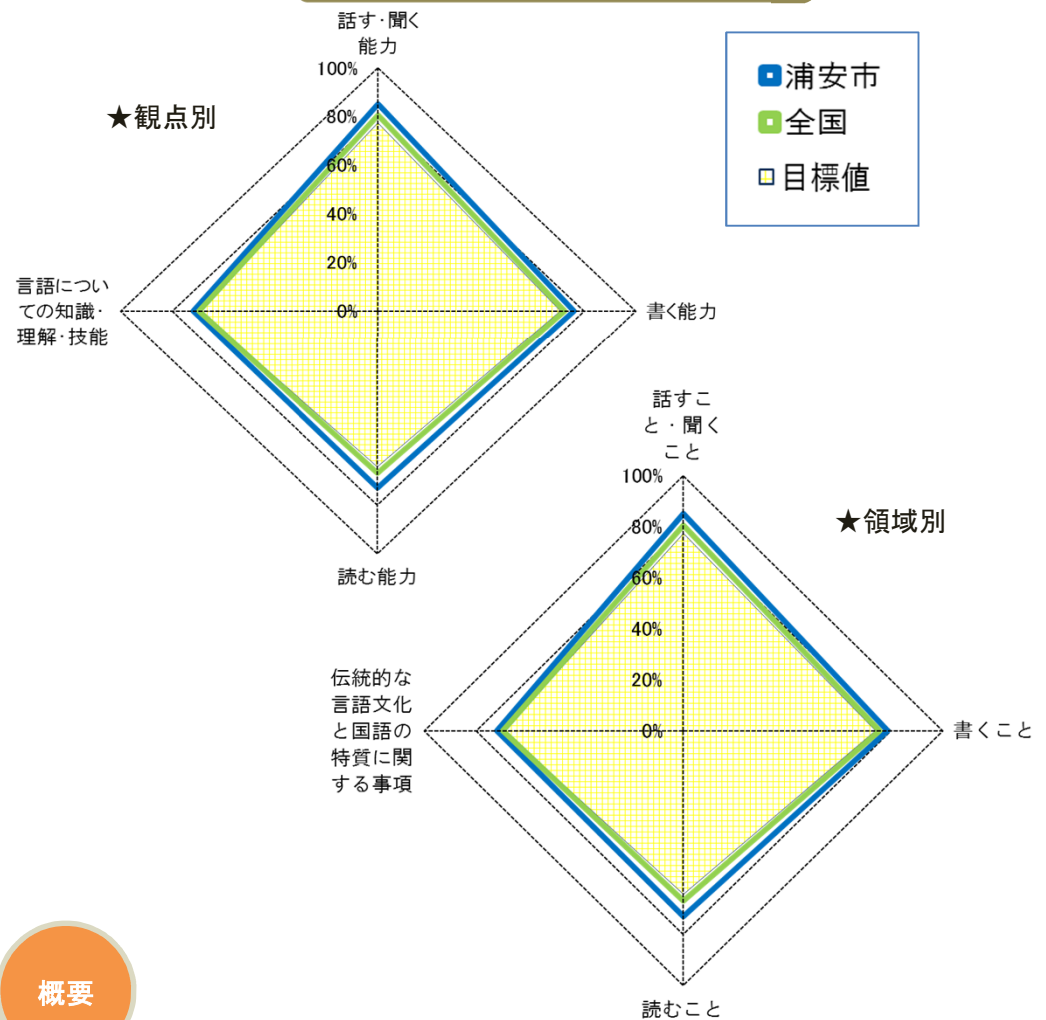 ★観点別
話す・聞く
能力
100%
80%
60%
40%
20%
0%
言語につい
ての知識・
理解・技能
書く能力
読む能力
浦安市
全国
目標値
★領域別
話すこ
と・聞く
こと
100%
80%
60%
40%
20%
0%
伝統的な
言語文化
と国語の
特質に関
する事項
書くこと
読むこと
概要